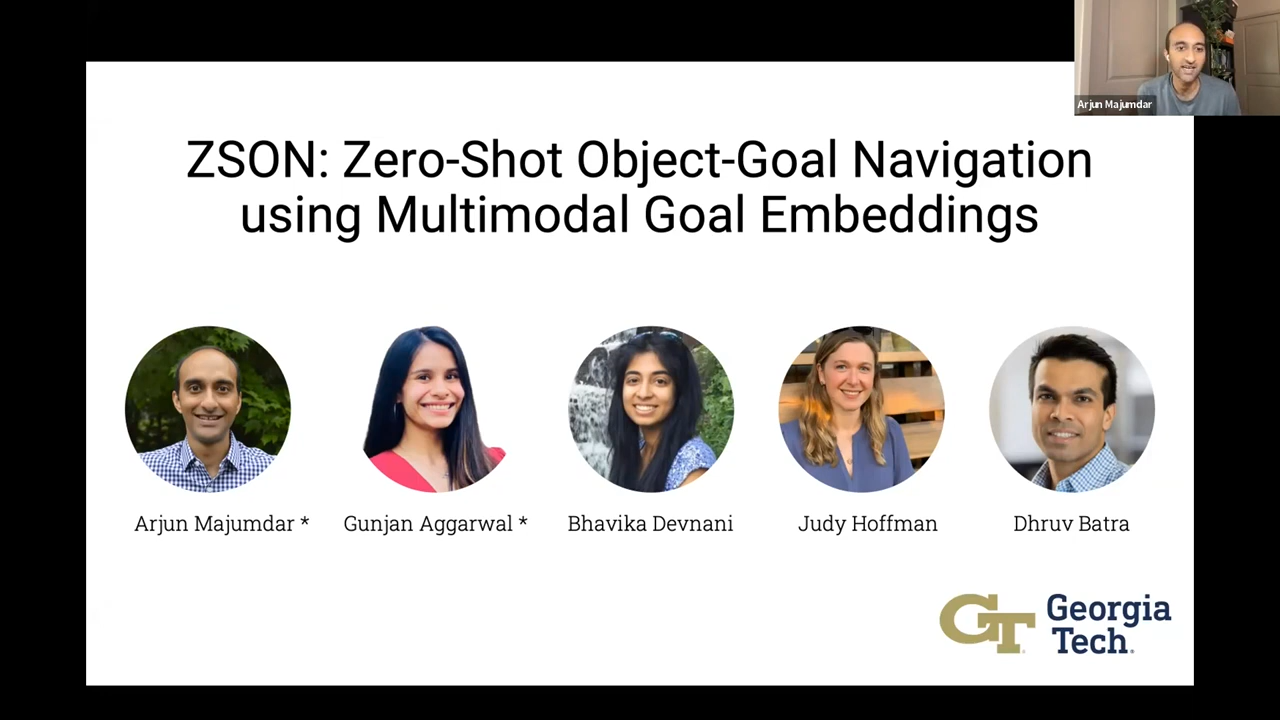 Arjun Majumdar
ZSON: Zero-Shot Object-Goal Navigation
using Multimodal Goal Embeddings
Arjun Majumdar *
Gunjan Aggarwal *
Bhavika Devnani
Judy Hoffman
Dhruv Batra
GT
Georgia
Tech